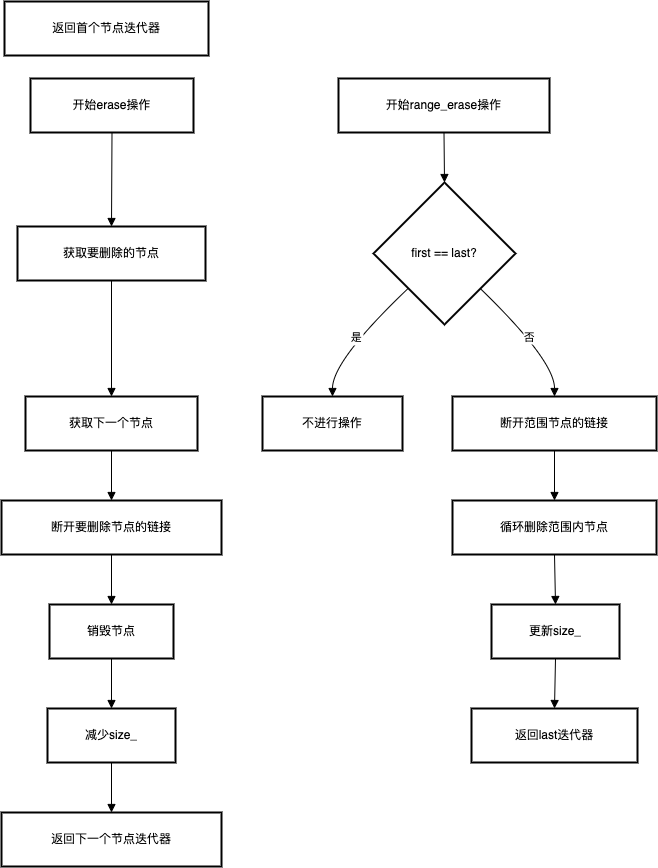 返回首个节点迭代器
开始erase操作
获取要删除的节点
获取下一个节点
断开要删除节点的链接
销毁节点
减少size_
返回下一个节点迭代器
开始range_erase操作
first == last?
是
否
不进行操作
断开范围节点的链接
循环删除范围内节点
更新size_
返回last迭代器